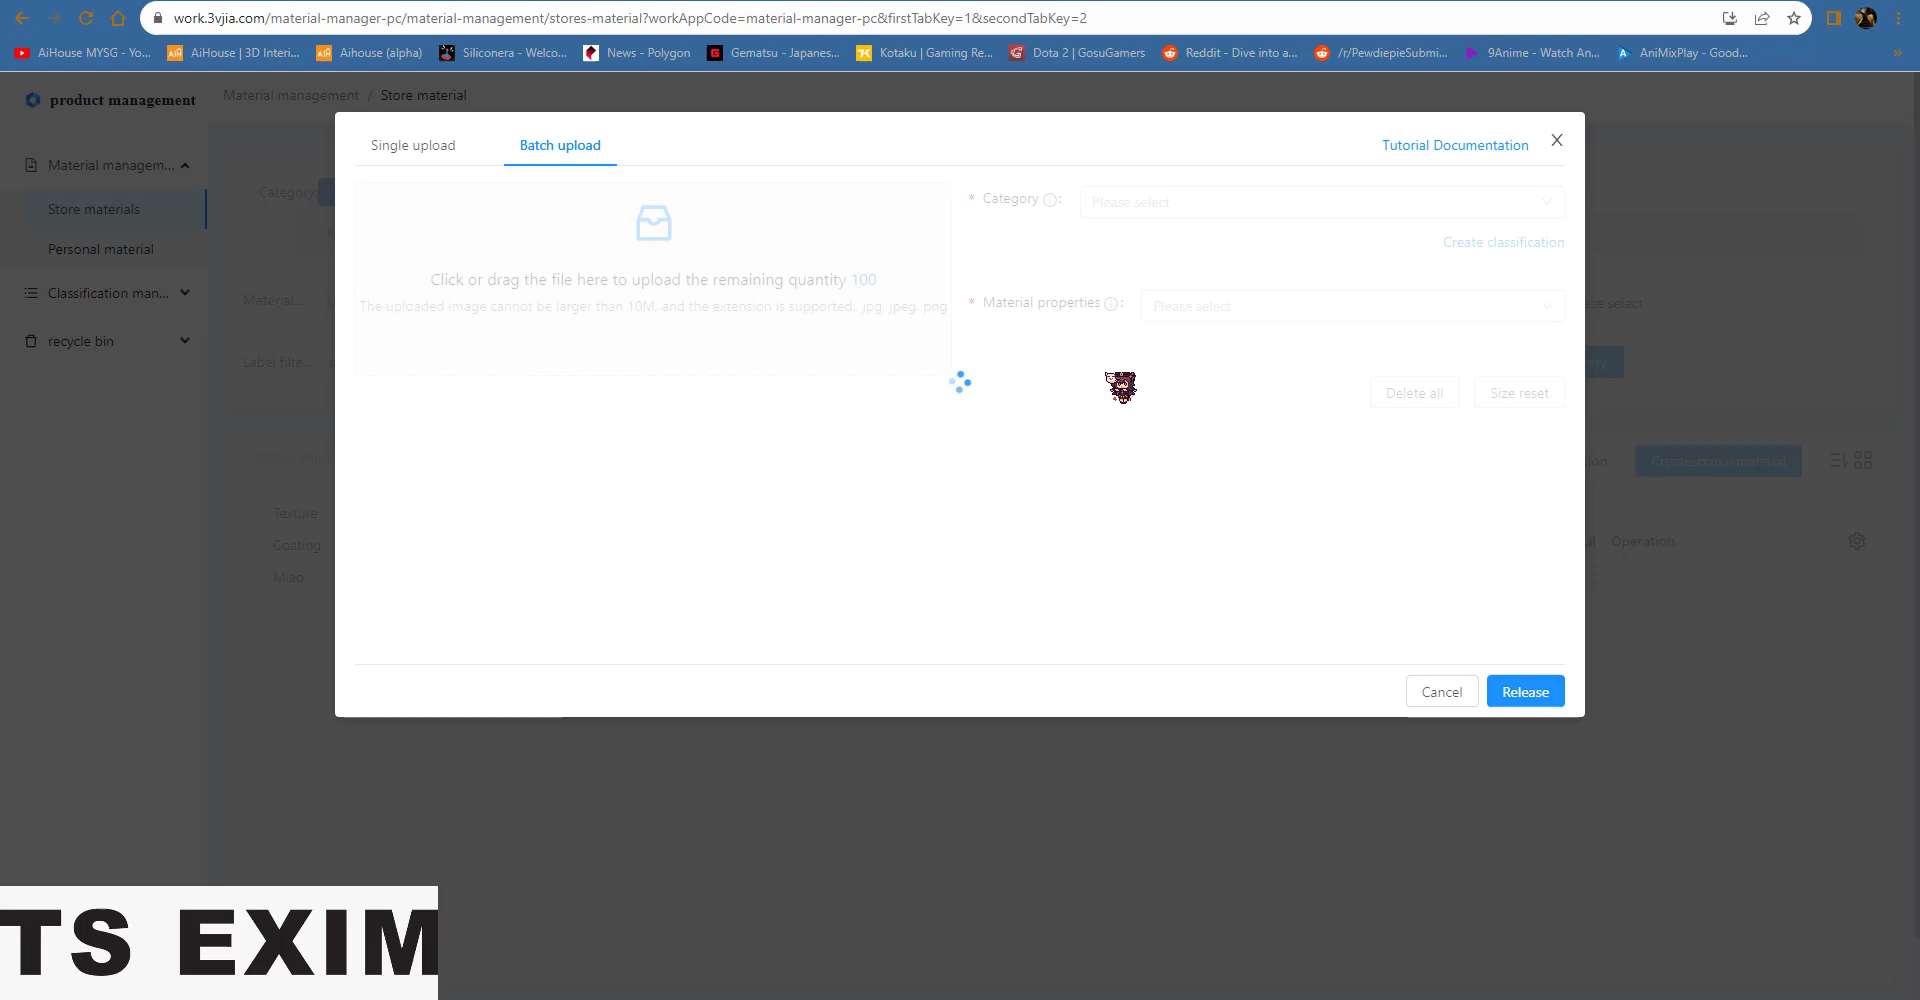 work.3vjia.com/material-manager-pc/material-management/stores-material?workAppCode=material-manager-pc&firstTabKey=1&secondTabKey=2
AiHouse MYSG - Yo... AiHouse | 3D Interi... Aihouse (alpha) Siliconera - Welco... News - Polygon Gematsu - Japanes... Kotaku | Gaming Re... Dota 2 | GosuGamers Reddit - Dive into a... /r/PewdiepieSubmi... 9Anime - Watch An... AniMixPlay - Good...
product management
Material management / Store material
Single upload Batch upload Tutorial Documentation
Material managem...
Store materials
Personal material
Classification man...
recycle bin
Category:
Material...
Label filte...
Click or drag the file here to upload the remaining quantity 100
The uploaded image cannot be larger than 10M, and the extension is supported:. jpg, jpeg, png
* Category : Please select
Create classification
* Material properties : Please select
Delete all Size reset
Texture
Coating
Miao
Operation
Cancel Release
TS EXIM